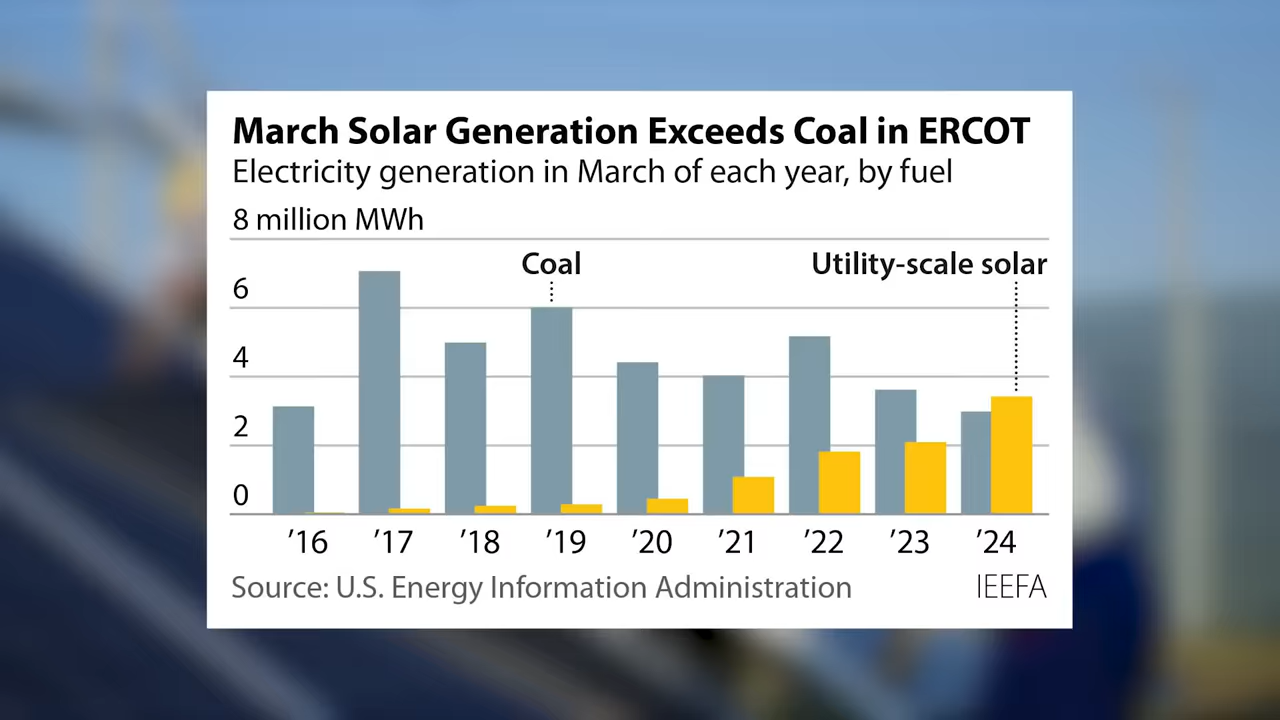 March Solar Generation Exceeds Coal in ERCOT
Electricity generation in March of each year, by fuel
8 million MWh
Coal
Utility-scale solar
6
4
2
0
’16 ’17 ’18 ’19 ’20 ’21 ’22 ’23 ’24
Source: U.S. Energy Information Administration
IEEFA